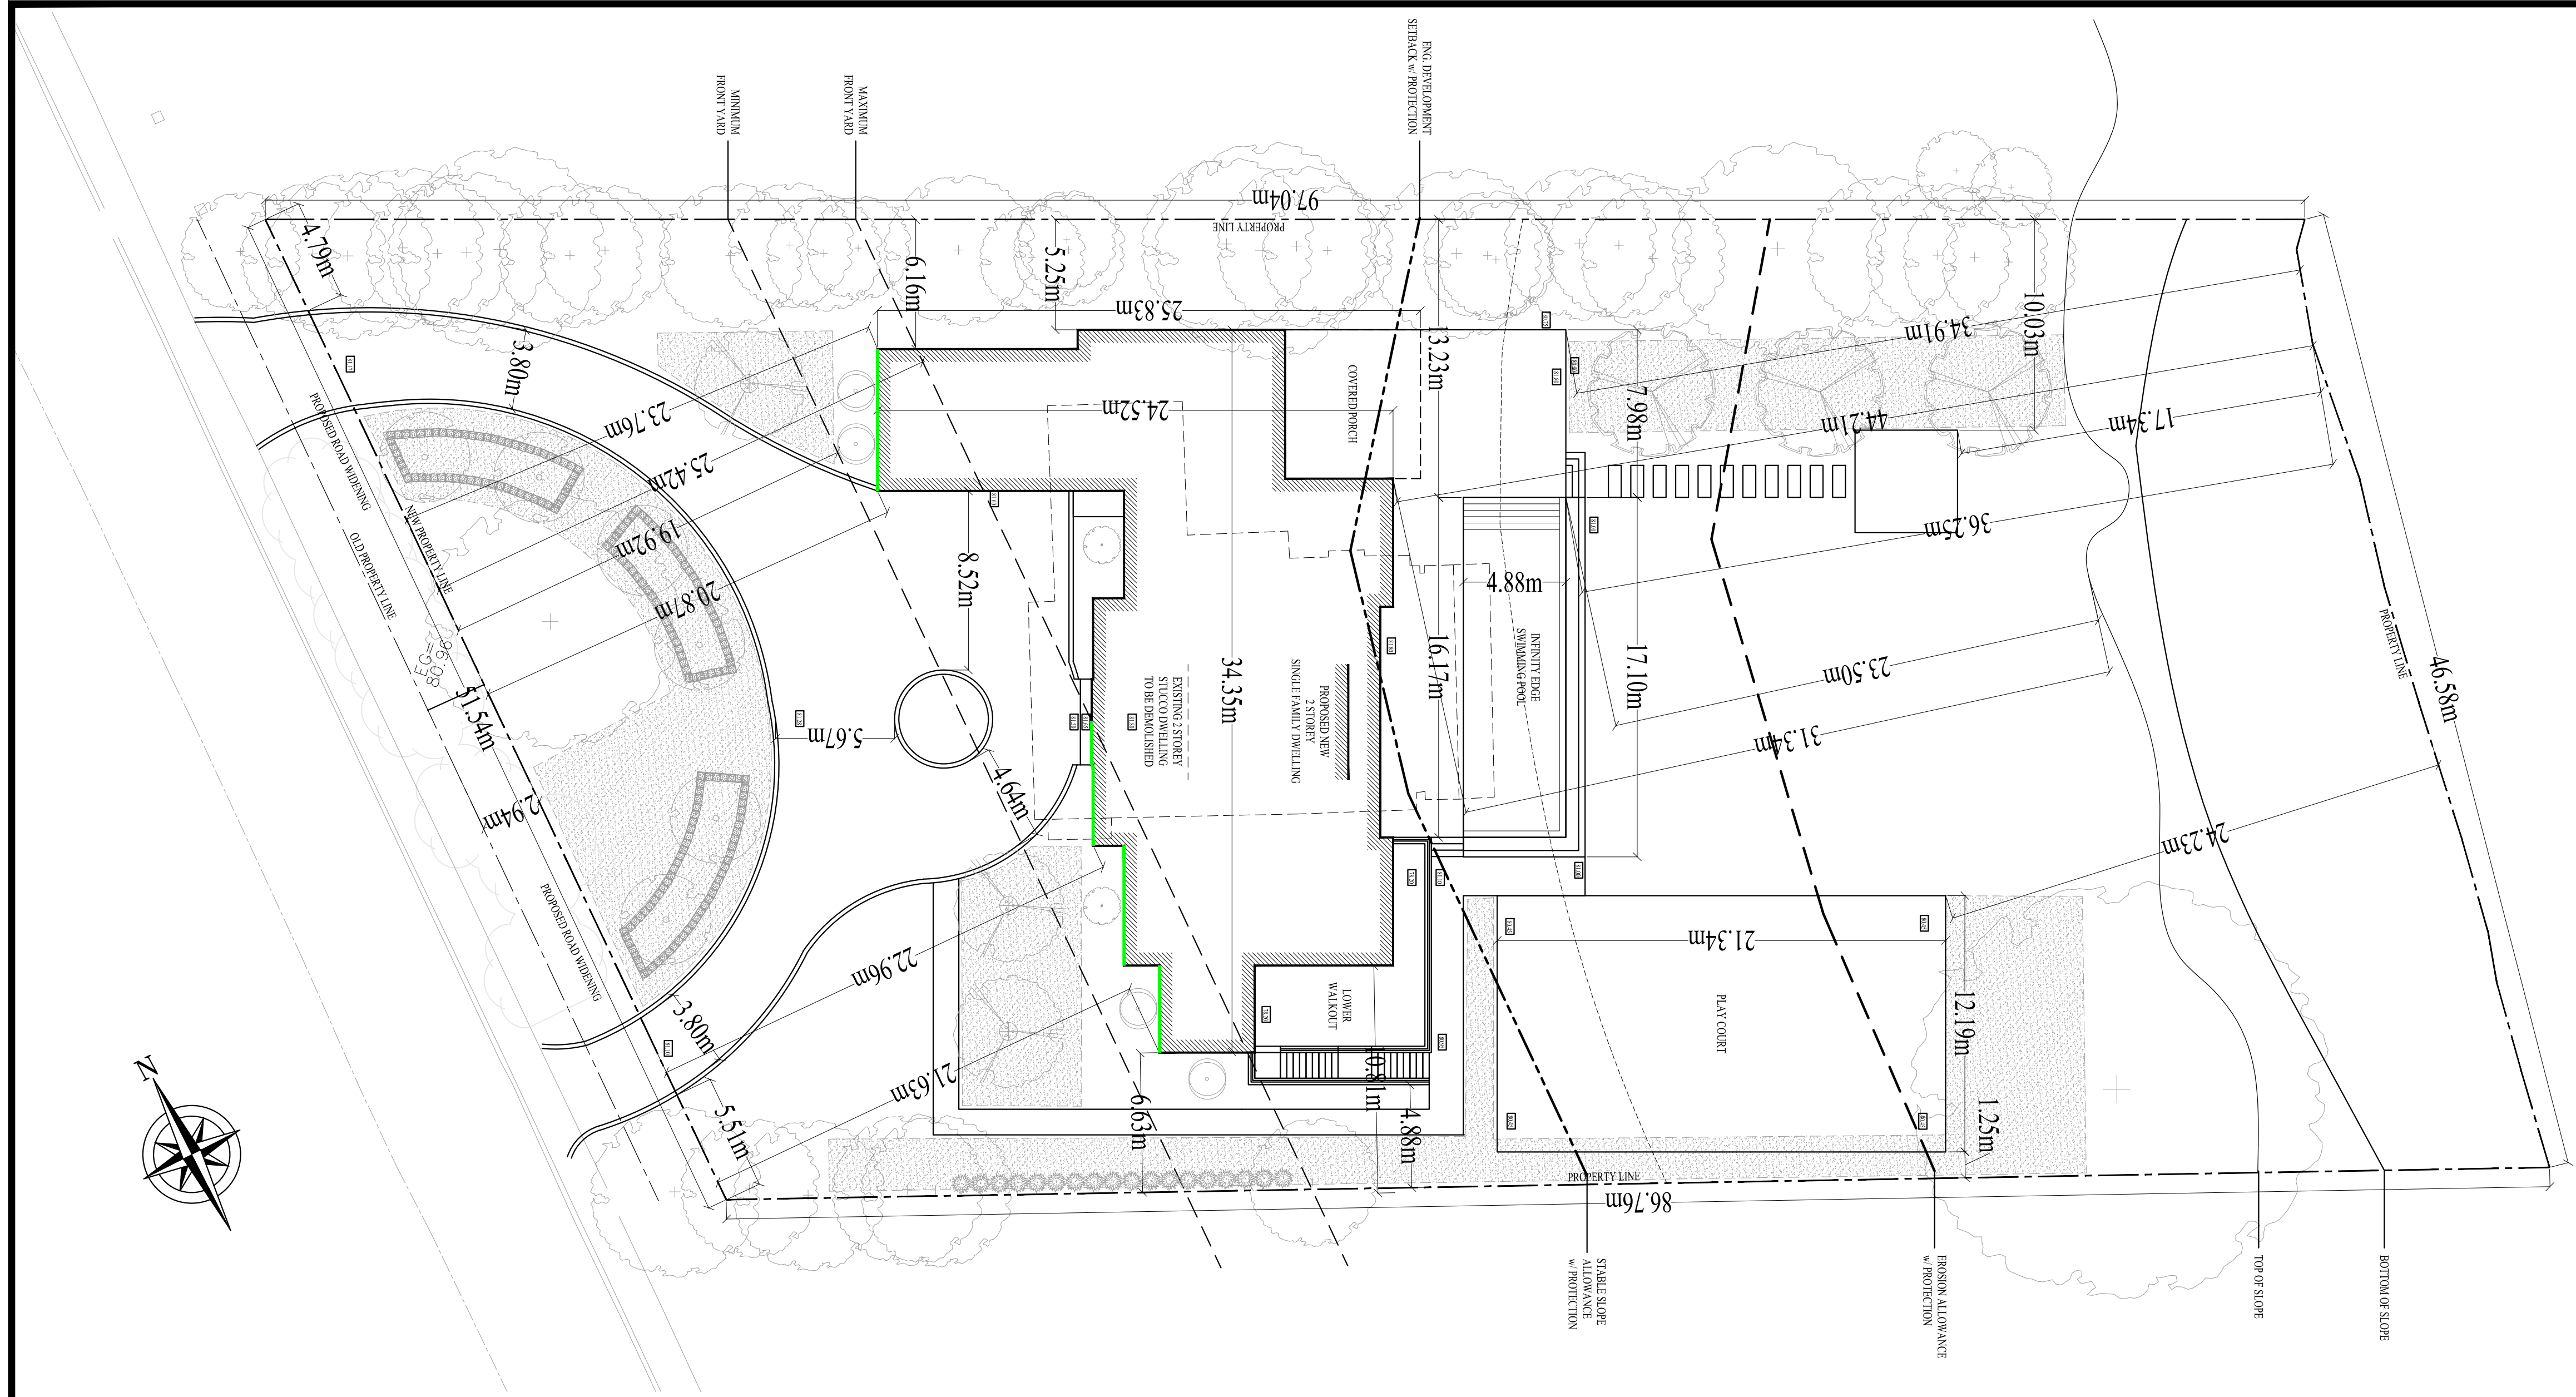 ENG. DEVELOPMENT
SETBACK w/ PROTECTION
MINIMUM
FRONT YARD
MAXIMUM
FRONT YARD
97.04m
PROPERTY LINE
4.79m
6.16m
5.25m
25.83m
13.23m
10.03m
34.91m
3.80m
COVERED PORCH
24.52m
7.98m
44.21m
17.34m
23.76m
25.42m
19.92m
20.87m
36.25m
PROPOSED ROAD WIDENING
NEW PROPERTY LINE
OLD PROPERTY LINE
EG=
80.96
8.52m
4.88m
INFINITY EDGE
SWIMMING POOL
16.17m
17.10m
34.35m
PROPOSED NEW
2 STOREY
SINGLE FAMILY DWELLING
EXISTING 2 STOREY
STUCCO DWELLING
TO BE DEMOLISHED
23.50m
31.34m
PROPERTY LINE
46.58m
51.54m
5.67m
4.64m
2.94m
24.23m
PROPOSED ROAD WIDENING
22.96m
21.34m
PLAY COURT
12.19m
LOWER
WALKOUT
3.80m
21.63m
10.81m
6.63m
4.88m
1.25m
5.51m
N
PROPERTY LINE
86.76m
STABLE SLOPE
ALLOWANCE
w/ PROTECTION
EROSION ALLOWANCE
w/ PROTECTION
TOP OF SLOPE
BOTTOM OF SLOPE